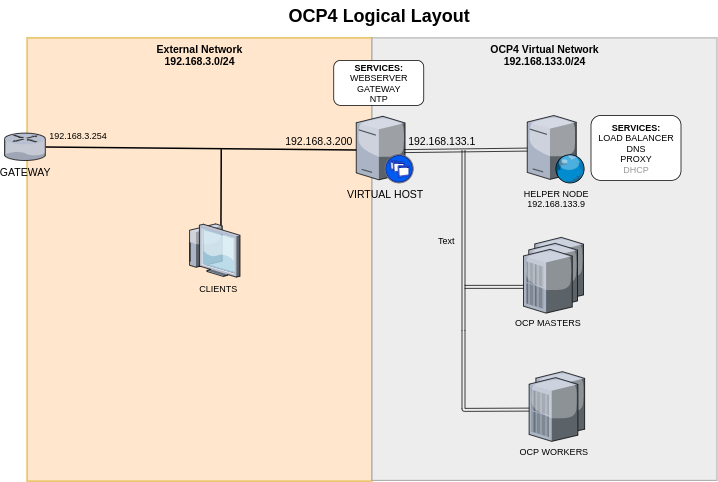 OCP4 Logical Layout
External Network
192.168.3.0/24
OCP4 Virtual Network
192.168.133.0/24
SERVICES:
WEBSERVER
GATEWAY
NTP
192.168.3.254
GATEWAY
192.168.3.200
192.168.133.1
VIRTUAL HOST
SERVICES:
LOAD BALANCER
DNS
PROXY
DHCP
HELPER NODE
192.168.133.9
Text
CLIENTS
OCP MASTERS
OCP WORKERS